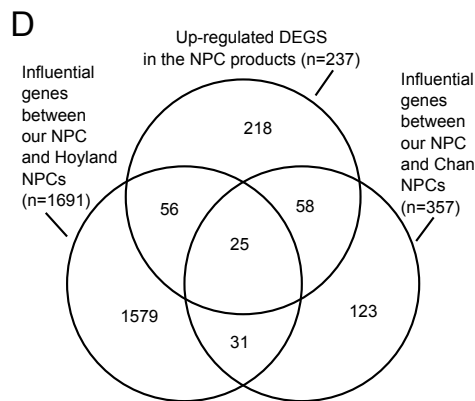 D
Up-regulated DEGS
in the NPC products (n=237)
Influential
genes
between
our NPC
and Hoyland
NPCs
(n=1691)
Influential
genes
between
our NPC
and Chan
NPCs
(n=357)
218
56
58
25
1579
123
31